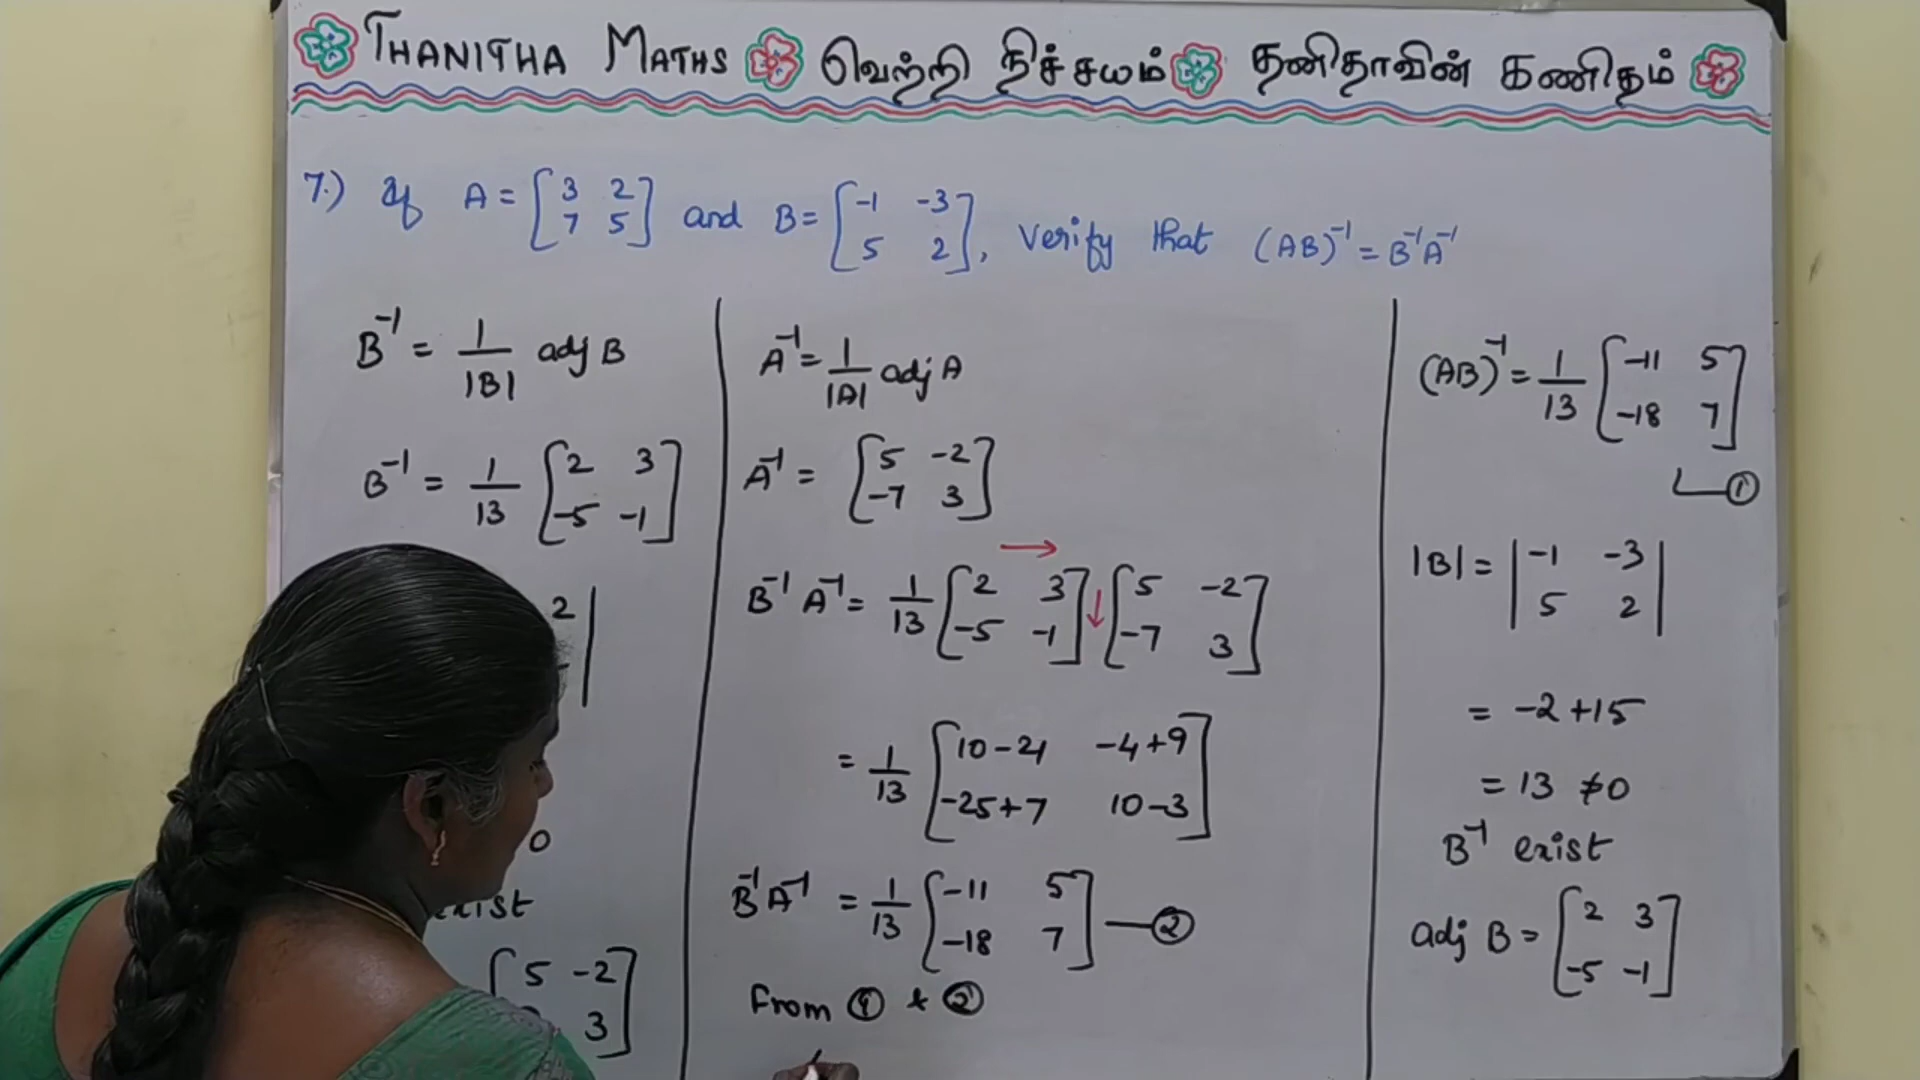 THANITHA MATHS வெற்றி நிச்சயம் தனிதாவின் கணிதம்
7.) If A = [3 2; 7 5] and B = [-1 -3; 5 2], verify that (AB)⁻¹ = B⁻¹A⁻¹
B⁻¹ = 1/|B| adj B
B⁻¹ = 1/13 [2 3; -5 -1]
2
0
exist
[5 -2
3]
A⁻¹ = 1/|A| adj A
A⁻¹ = [5 -2; -7 3]
B⁻¹ A⁻¹ = 1/13 [2 3; -5 -1] [5 -2; -7 3]
= 1/13 [10-21 -4+9; -25+7 10-3]
B⁻¹A⁻¹ = 1/13 [-11 5; -18 7] — ②
From ① & ②
(AB)⁻¹ = 1/13 [-11 5; -18 7]
①
|B| = |-1 -3; 5 2|
= -2+15
= 13 ≠0
B⁻¹ exist
adj B = [2 3; -5 -1]